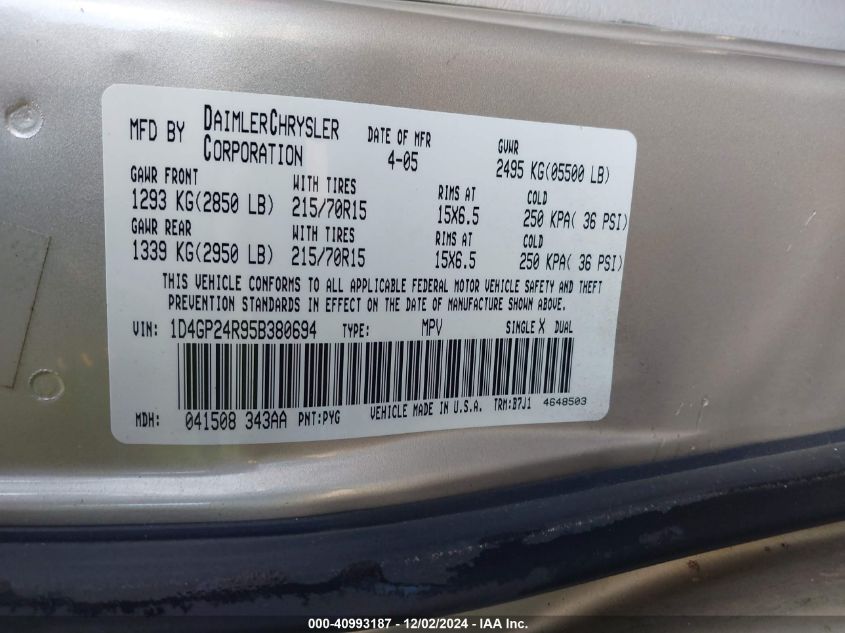 MFD BY DAIMLERCHRYSLER CORPORATION
DATE OF MFR 4-05
GVWR 2495 KG(05500 LB)
GAWR FRONT WITH TIRES RIMS AT COLD
1293 KG(2850 LB) 215/70R15 15X6.5 250 KPA( 36 PSI)
GAWR REAR WITH TIRES RIMS AT COLD
1339 KG(2950 LB) 215/70R15 15X6.5 250 KPA( 36 PSI)
THIS VEHICLE CONFORMS TO ALL APPLICABLE FEDERAL MOTOR VEHICLE SAFETY AND THEFT
PREVENTION STANDARDS IN EFFECT ON THE DATE OF MANUFACTURE SHOWN ABOVE.
VIN: 1D4GP24R95B380694 TYPE: MPV SINGLE X DUAL
MDH: 041508 343AA PNT:PYG VEHICLE MADE IN U.S.A. TRM:B7J1 4648503
000-40993187 - 12/02/2024 - IAA Inc.